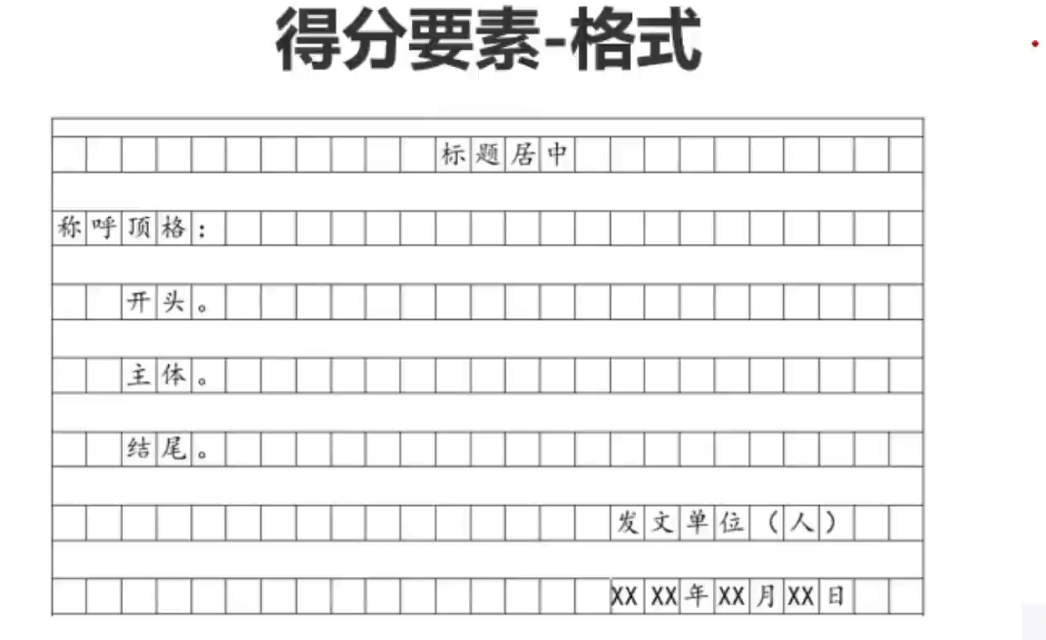 得分要素-格式
标题居中
称呼顶格：
开头。
主体。
结尾。
发文单位（人）
XXXX年XX月XX日